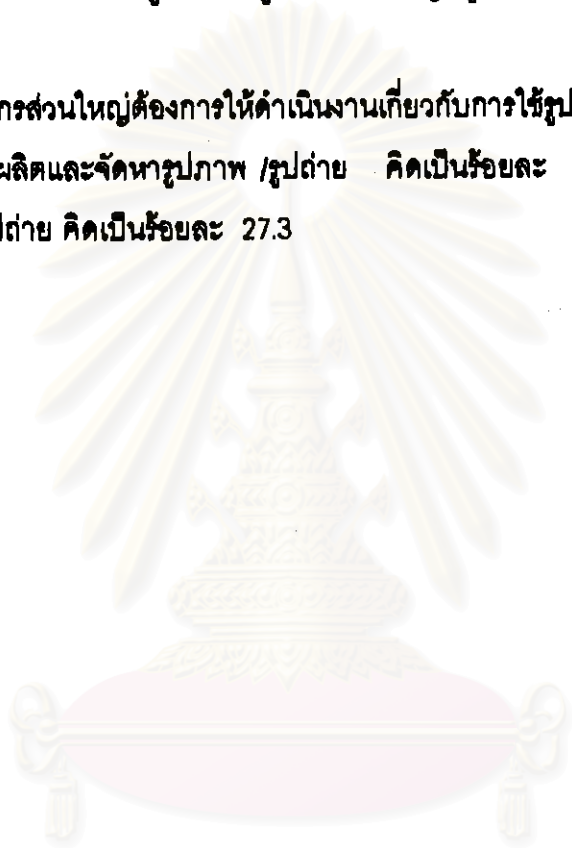 กรส่วนใหญ่ต้องการให้ดำเนินงานเกี่ยวกับการใช้รูป
ผลิตและจัดหารูปภาพ /รูปถ่าย คิดเป็นร้อยละ
ถ่าย คิดเป็นร้อยละ 27.3